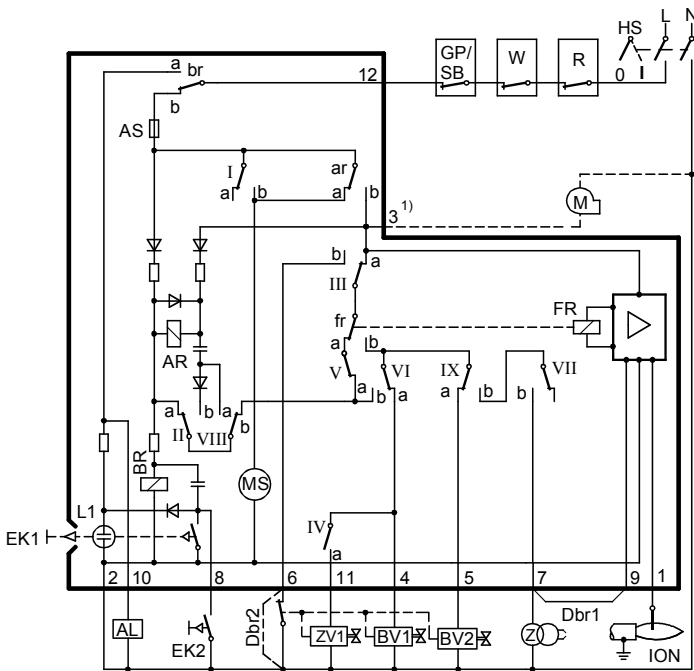 HS L N
GP/ SB W R
0 I
a br 12
b
AS
I ar
a b a b
3 1)
M
b a
III
fr FR
a b
AR V VI IX VII
a b a a b a b a b b
II VIII
BR
MS
L1 IV
EK1 a
2 10 8 6 11 4 5 7 9 1
Dbr2 Dbr1
AL EK2 ZV1 BV1 BV2 Z ION